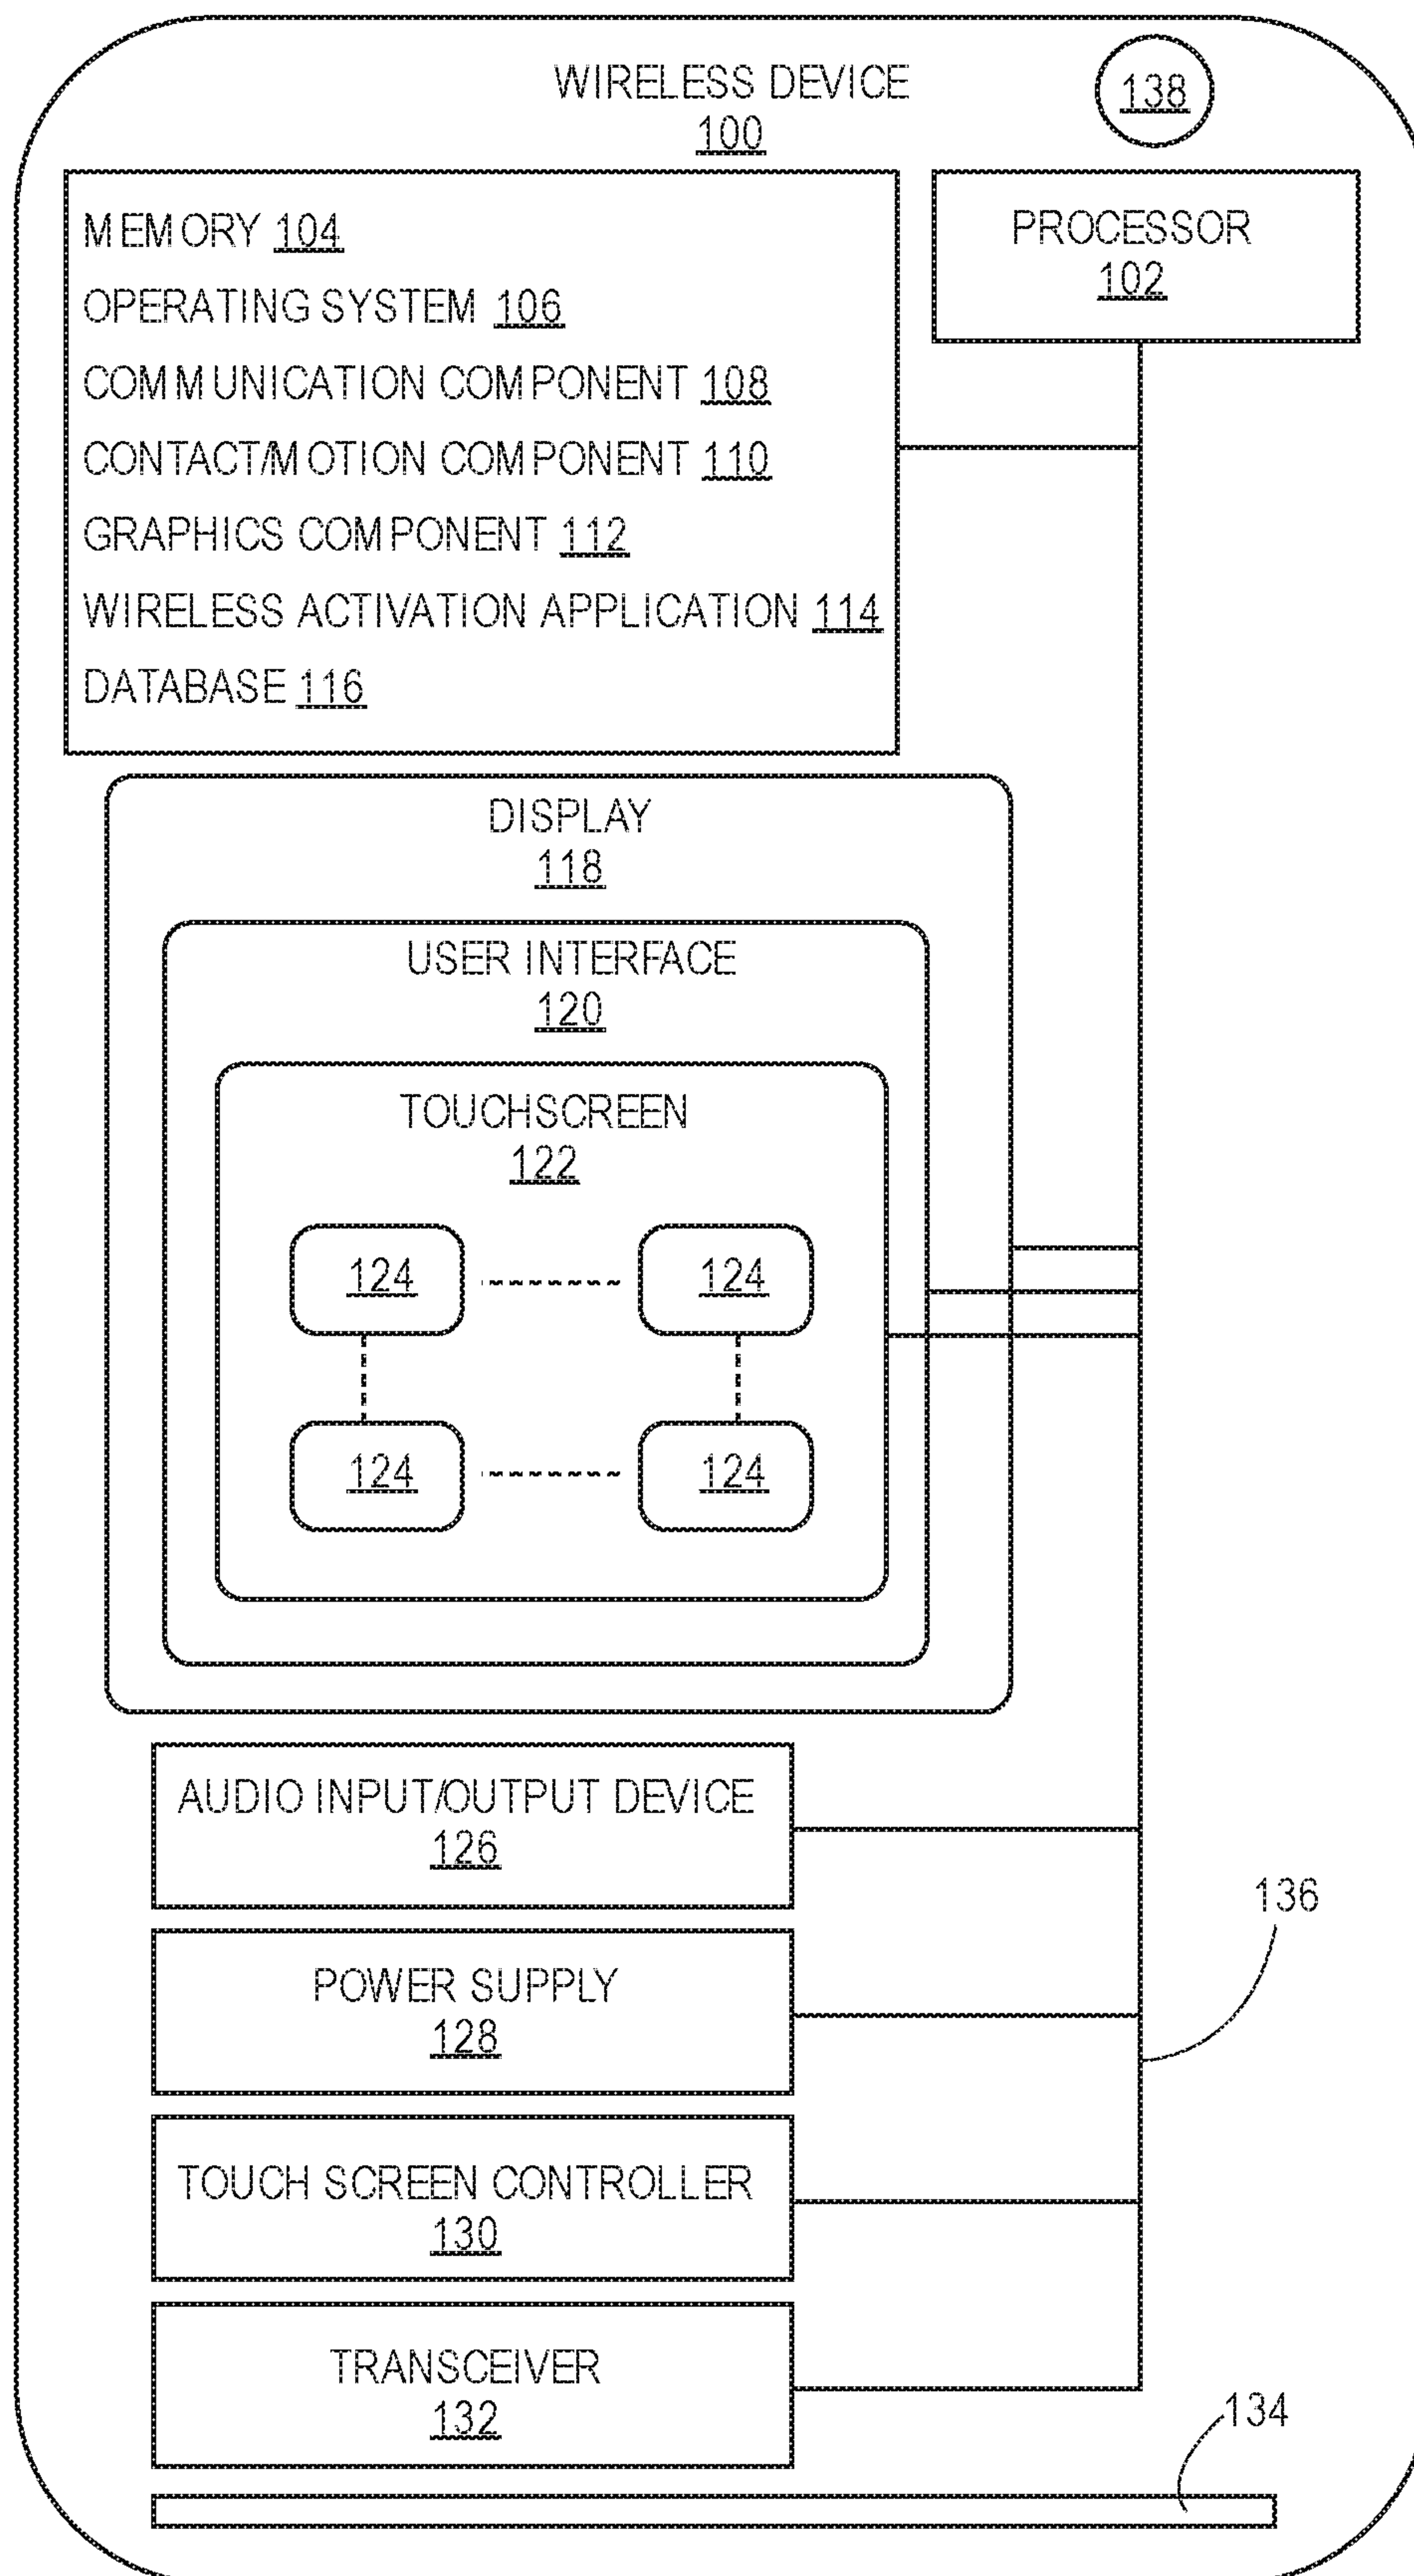 WIRELESS DEVICE
100
138
MEMORY 104
OPERATING SYSTEM 106
COMMUNICATION COMPONENT 108
CONTACT/MOTION COMPONENT 110
GRAPHICS COMPONENT 112
WIRELESS ACTIVATION APPLICATION 114
DATABASE 116
PROCESSOR
102
DISPLAY
118
USER INTERFACE
120
TOUCHSCREEN
122
124 124
124 124
AUDIO INPUT/OUTPUT DEVICE
126
136
POWER SUPPLY
128
TOUCH SCREEN CONTROLLER
130
TRANSCEIVER
132
134